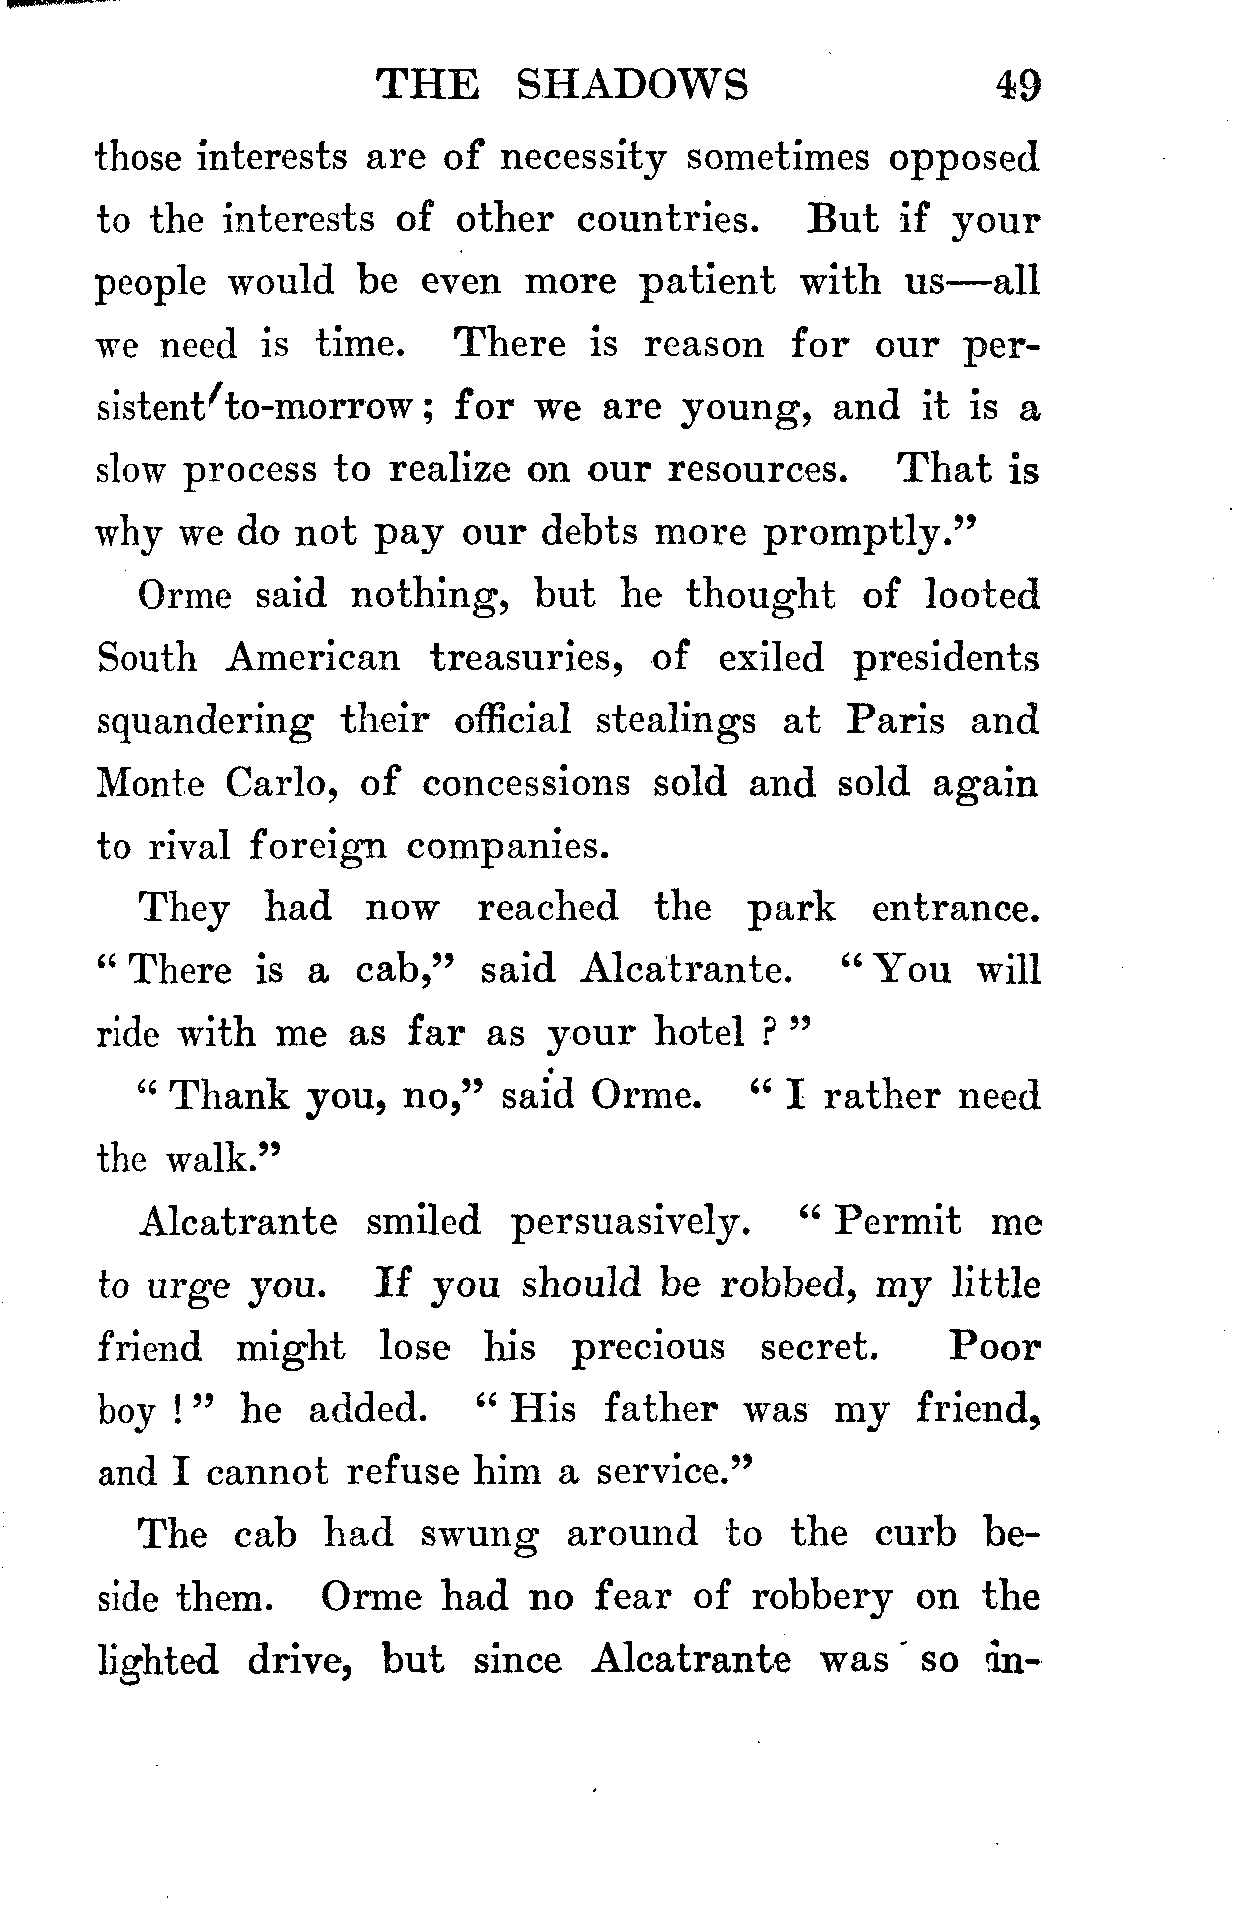 THE SHADOWS 49
those interests are of necessity sometimes opposed
to the interests of other countries. But if your
people would be even more patient with us—all
we need is time. There is reason for our per-
sistent to-morrow; for we are young, and it is a
slow process to realize on our resources. That is
why we do not pay our debts more promptly."
Orme said nothing, but he thought of looted
South American treasuries, of exiled presidents
squandering their official stealings at Paris and
Monte Carlo, of concessions sold and sold again
to rival foreign companies.
They had now reached the park entrance.
"There is a cab," said Alcatrante. "You will
ride with me as far as your hotel?"
"Thank you, no," said Orme. "I rather need
the walk."
Alcatrante smiled persuasively. "Permit me
to urge you. If you should be robbed, my little
friend might lose his precious secret. Poor
boy!" he added. "His father was my friend,
and I cannot refuse him a service."
The cab had swung around to the curb be-
side them. Orme had no fear of robbery on the
lighted drive, but since Alcatrante was so in-